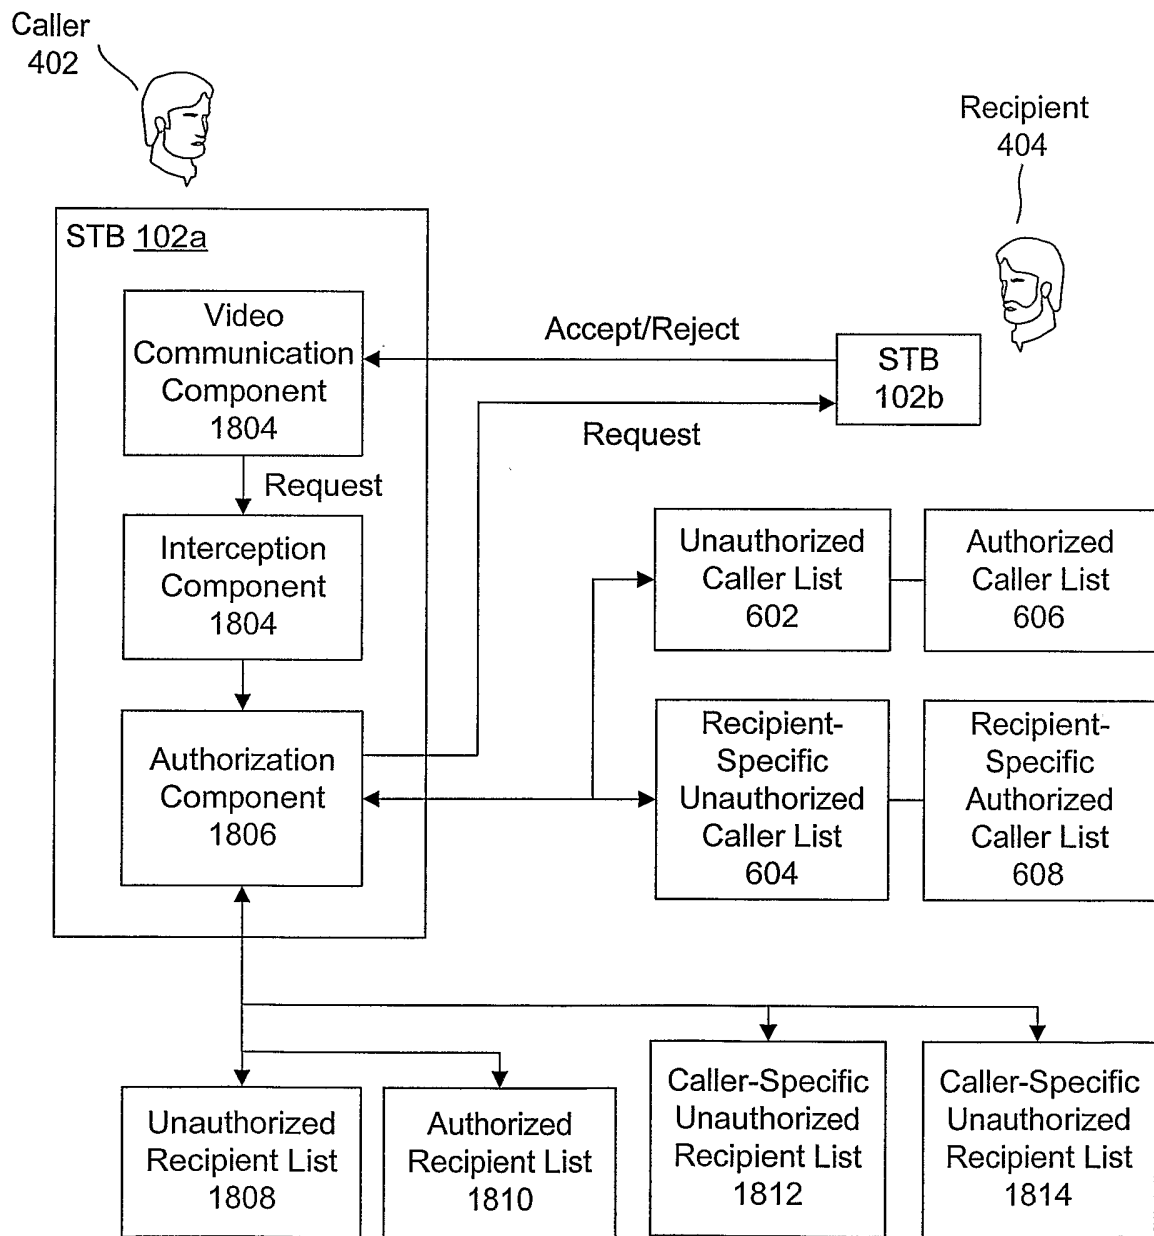 Caller
402
Recipient
404
STB 102a
Video
Communication
Component
1804
Accept/Reject
STB
102b
Request
Request
Interception
Component
1804
Unauthorized
Caller List
602
Authorized
Caller List
606
Authorization
Component
1806
Recipient-
Specific
Unauthorized
Caller List
604
Recipient-
Specific
Authorized
Caller List
608
Unauthorized
Recipient List
1808
Authorized
Recipient List
1810
Caller-Specific
Unauthorized
Recipient List
1812
Caller-Specific
Unauthorized
Recipient List
1814